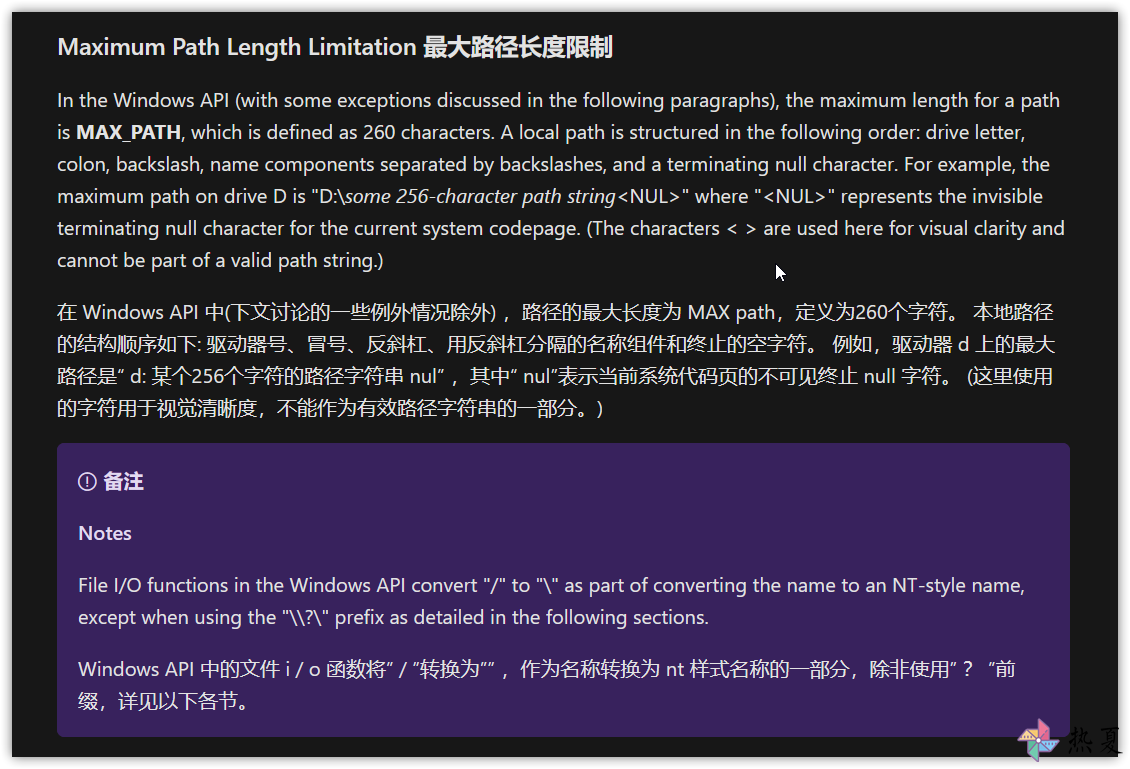 Maximum Path Length Limitation 最大路径长度限制
In the Windows API (with some exceptions discussed in the following paragraphs), the maximum length for a path
is MAX_PATH, which is defined as 260 characters. A local path is structured in the following order: drive letter,
colon, backslash, name components separated by backslashes, and a terminating null character. For example, the
maximum path on drive D is "D:\some 256-character path string<NUL>" where "<NUL>" represents the invisible
terminating null character for the current system codepage. (The characters < > are used here for visual clarity and
cannot be part of a valid path string.)
在 Windows API 中(下文讨论的一些例外情况除外) ，路径的最大长度为 MAX path，定义为260个字符。 本地路径
的结构顺序如下: 驱动器号、冒号、反斜杠、用反斜杠分隔的名称组件和终止的空字符。 例如，驱动器 d 上的最大
路径是“ d: 某个256个字符的路径字符串 nul” ，其中“ nul”表示当前系统代码页的不可见终止 null 字符。 (这里使用
的字符用于视觉清晰度，不能作为有效路径字符串的一部分。)
备注
Notes
File I/O functions in the Windows API convert "/" to "\" as part of converting the name to an NT-style name,
except when using the "\\?\" prefix as detailed in the following sections.
Windows API 中的文件 i / o 函数将” / “转换为”“ ，作为名称转换为 nt 样式名称的一部分，除非使用” ？ “前
缀，详见以下各节。
热夏